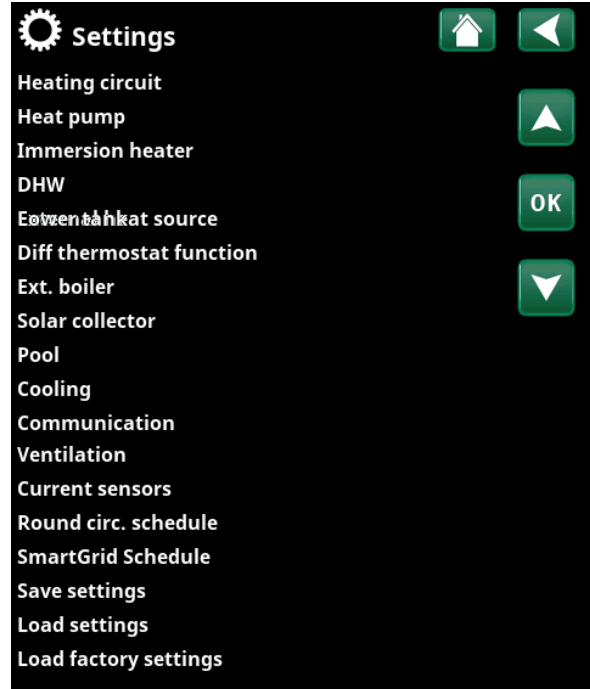 Settings
Heating circuit
Heat pump
Immersion heater
DHW
OK
source
Diff thermostat function
Ext. boiler
Solar collector
Pool
Cooling
Communication
Ventilation
Current sensors
Round circ. schedule
SmartGrid Schedule
Save settings
Load settings
Load factory settings